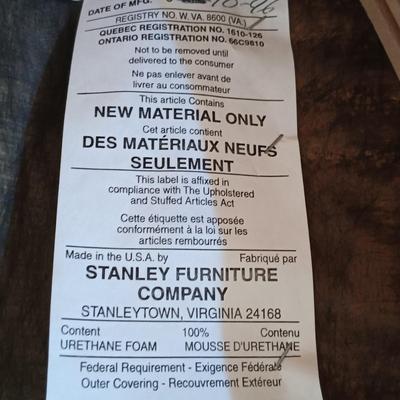 DATE OF MFG.
REGISTRY NO. W. VA. 8600 (VA.)
QUEBEC REGISTRATION NO. 1610-126
ONTARIO REGISTRATION NO. 66C9810
Not to be removed until
delivered to the consumer
Ne pas enlever avant de
livrer au consommateur
This article Contains
NEW MATERIAL ONLY
Cet article contient
DES MATÉRIAUX NEUFS
SEULEMENT
This label is affixed in
compliance with The Upholstered
and Stuffed Articles Act
Cette étiquette est apposée
conformément à la loi sur les
articles rembourrés
Made in the U.S.A. by Fabriqué par
STANLEY FURNITURE
COMPANY
STANLEYTOWN, VIRGINIA 24168
Content 100% Contenu
URETHANE FOAM MOUSSE D'URETHANE
Federal Requirement - Exigence Fédérale
Outer Covering - Recouvrement Extéreur